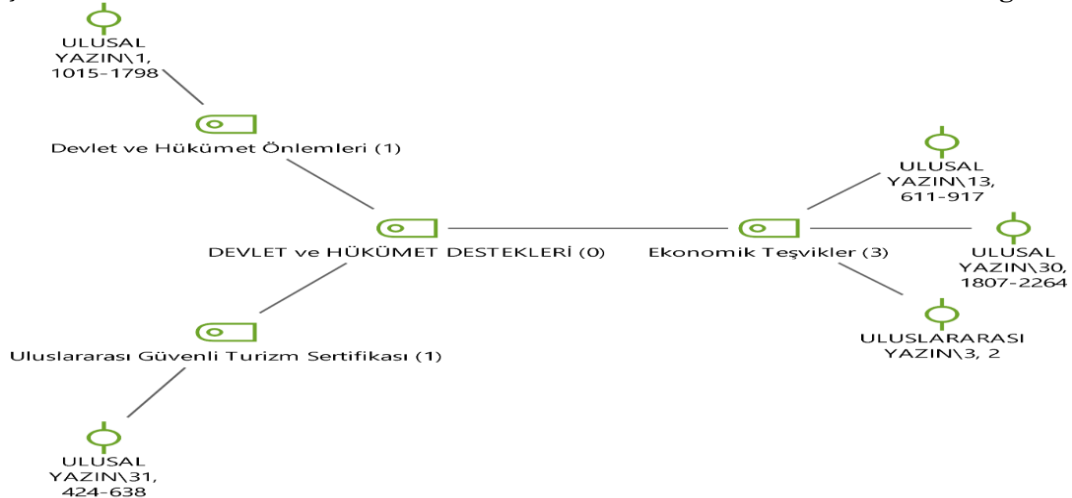 ULUSAL
YAZIN\1,
1015-1798
Devlet ve Hükümet Önlemleri (1)
ULUSAL
YAZIN\13,
611-917
DEVLET ve HÜKÜMET DESTEKLERİ (0)
Ekonomik Teşvikler (3)
ULUSAL
YAZIN\30,
1807-2264
ULUSLARARASI
YAZIN\3, 2
Uluslararası Güvenli Turizm Sertifikası (1)
ULUSAL
YAZIN\31,
424-638